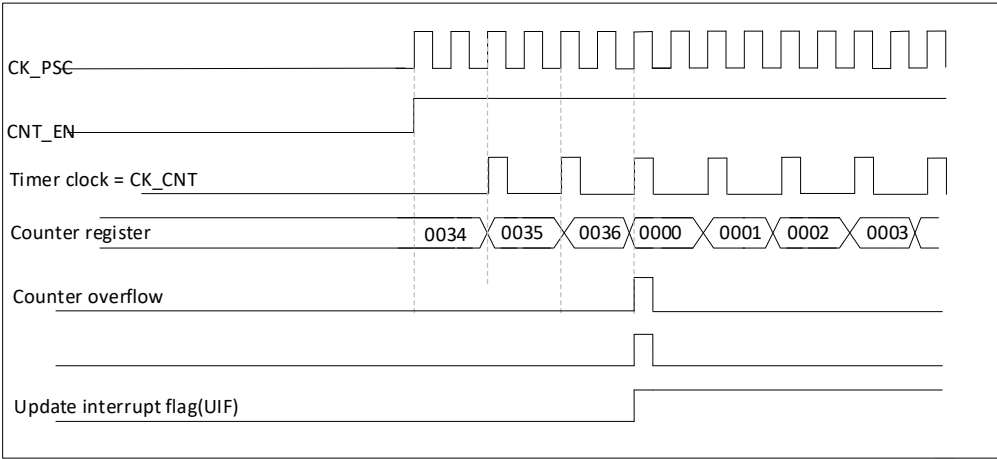 CK_PSC
CNT_EN
Timer clock = CK_CNT
Counter register 0034 0035 0036 0000 0001 0002 0003
Counter overflow
Update interrupt flag(UIF)